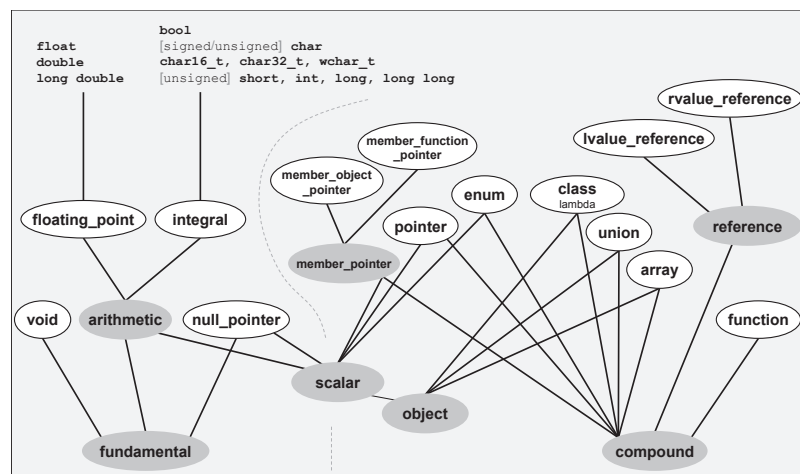 float
double
long double
bool
[signed/unsigned] char
char16_t, char32_t, wchar_t
[unsigned] short, int, long, long long
rvalue_reference
lvalue_reference
member_function
_pointer
member_object
_pointer
enum
class
lambda
floating_point
integral
pointer
union
reference
member_pointer
array
void
arithmetic
null_pointer
function
scalar
object
fundamental
compound